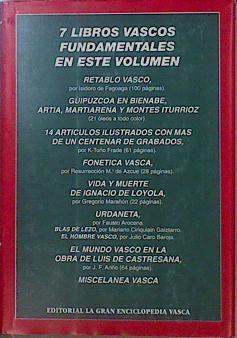 7 LIBROS VASCOS
FUNDAMENTALES
EN ESTE VOLUMEN
RETABLO VASCO,
por Isidoro de Fagoaga (100 páginas).
GUIPUZCOA EN BIENABE,
ARTIA, MARTIARENA Y MONTES ITURRIOZ
(21 óleos a todo color).
14 ARTICULOS ILUSTRADOS CON MAS
DE UN CENTENAR DE GRABADOS,
por K-Toño Frade (61 páginas).
FONETICA VASCA,
por Resurrección M.ª de Azcue (28 páginas).
VIDA Y MUERTE
DE IGNACIO DE LOYOLA,
por Gregorio Marañón (22 páginas).
URDANETA,
por Fausto Arocena
BLAS DE LEZO, por Mariano Ciriquiain Gaiztarro.
EL HOMBRE VASCO, por Julio Caro Baroja.
EL MUNDO VASCO EN LA
OBRA DE LUIS DE CASTRESANA,
por J. F. Ariño (54 páginas).
MISCELANEA VASCA
EDITORIAL LA GRAN ENCICLOPEDIA VASCA